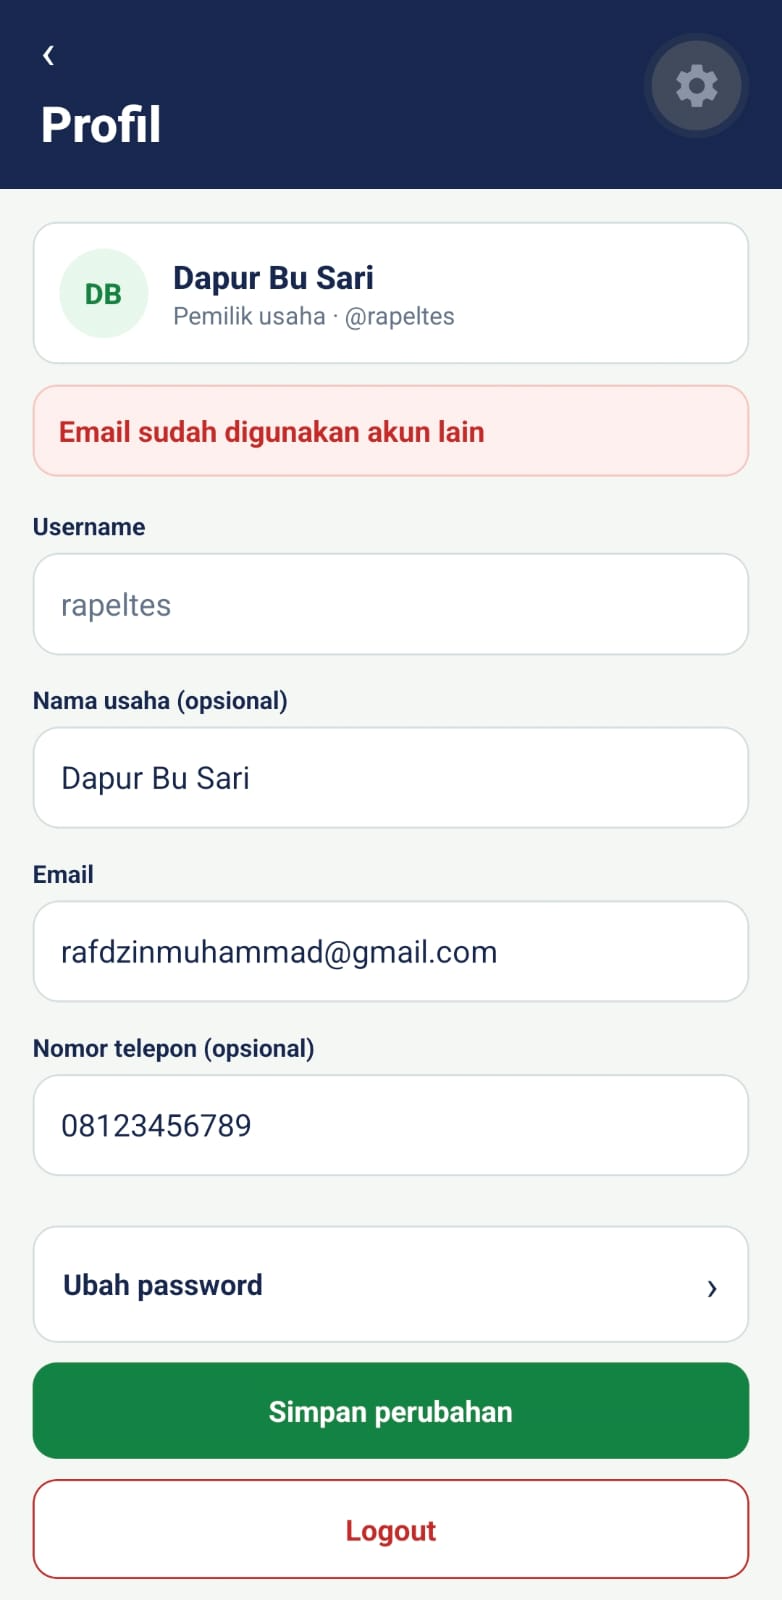 ‹
Profil
DB
Dapur Bu Sari
Pemilik usaha · @rapeltes
Email sudah digunakan akun lain
Username
rapeltes
Nama usaha (opsional)
Dapur Bu Sari
Email
rafdzinmuhammad@gmail.com
Nomor telepon (opsional)
08123456789
Ubah password ›
Simpan perubahan
Logout